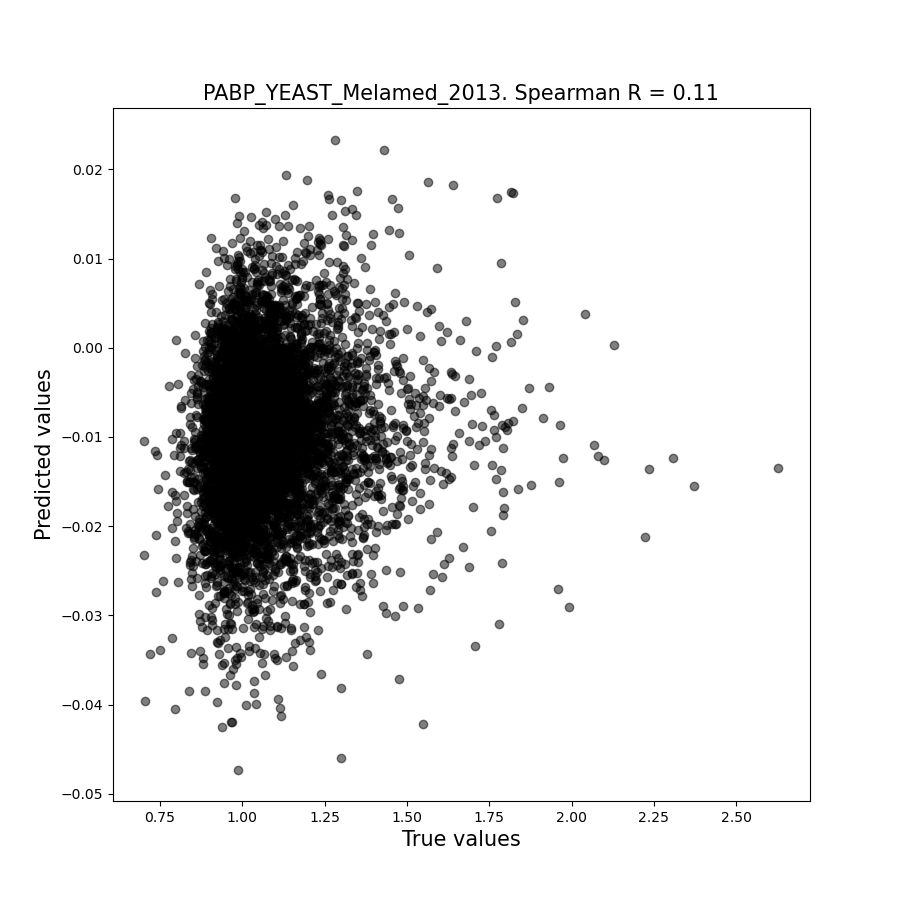 PABP_YEAST_Melamed_2013. Spearman R = 0.11
0.02
0.01
0.00
−0.01
−0.02
−0.03
−0.04
−0.05
Predicted values
0.75 1.00 1.25 1.50 1.75 2.00 2.25 2.50
True values